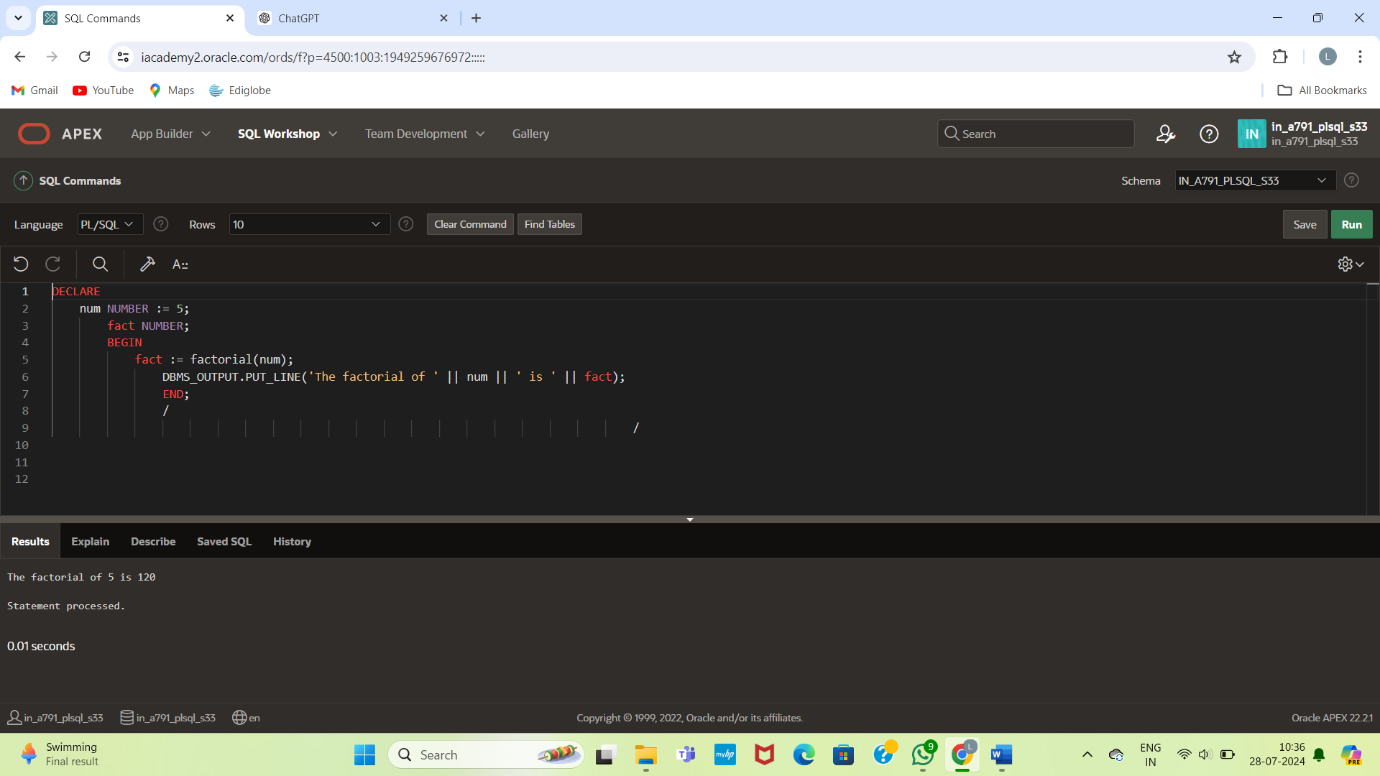 SQL Commands
ChatGPT
iacademy2.oracle.com/ords/f?p=4500:1003:1949259676972:::::
L
Gmail YouTube Maps Ediglobe All Bookmarks
APEX App Builder SQL Workshop Team Development Gallery Search IN in_a791_plsql_s33
in_a791_plsql_s33
SQL Commands Schema IN_A791_PLSQL_S33
Language PL/SQL Rows 10 Clear Command Find Tables Save Run
A::
1 DECLARE
2 num NUMBER := 5;
3 fact NUMBER;
4 BEGIN
5 fact := factorial(num);
6 DBMS_OUTPUT.PUT_LINE('The factorial of ' || num || ' is ' || fact);
7 END;
8 /
9 /
10
11
12
Results Explain Describe Saved SQL History
The factorial of 5 is 120
Statement processed.
0.01 seconds
in_a791_plsql_s33 in_a791_plsql_s33 en Copyright © 1999, 2022, Oracle and/or its affiliates. Oracle APEX 22.2.1
Swimming
Final result
Search
myhp
9
L
W
ENG
IN
10:36
28-07-2024
PRE